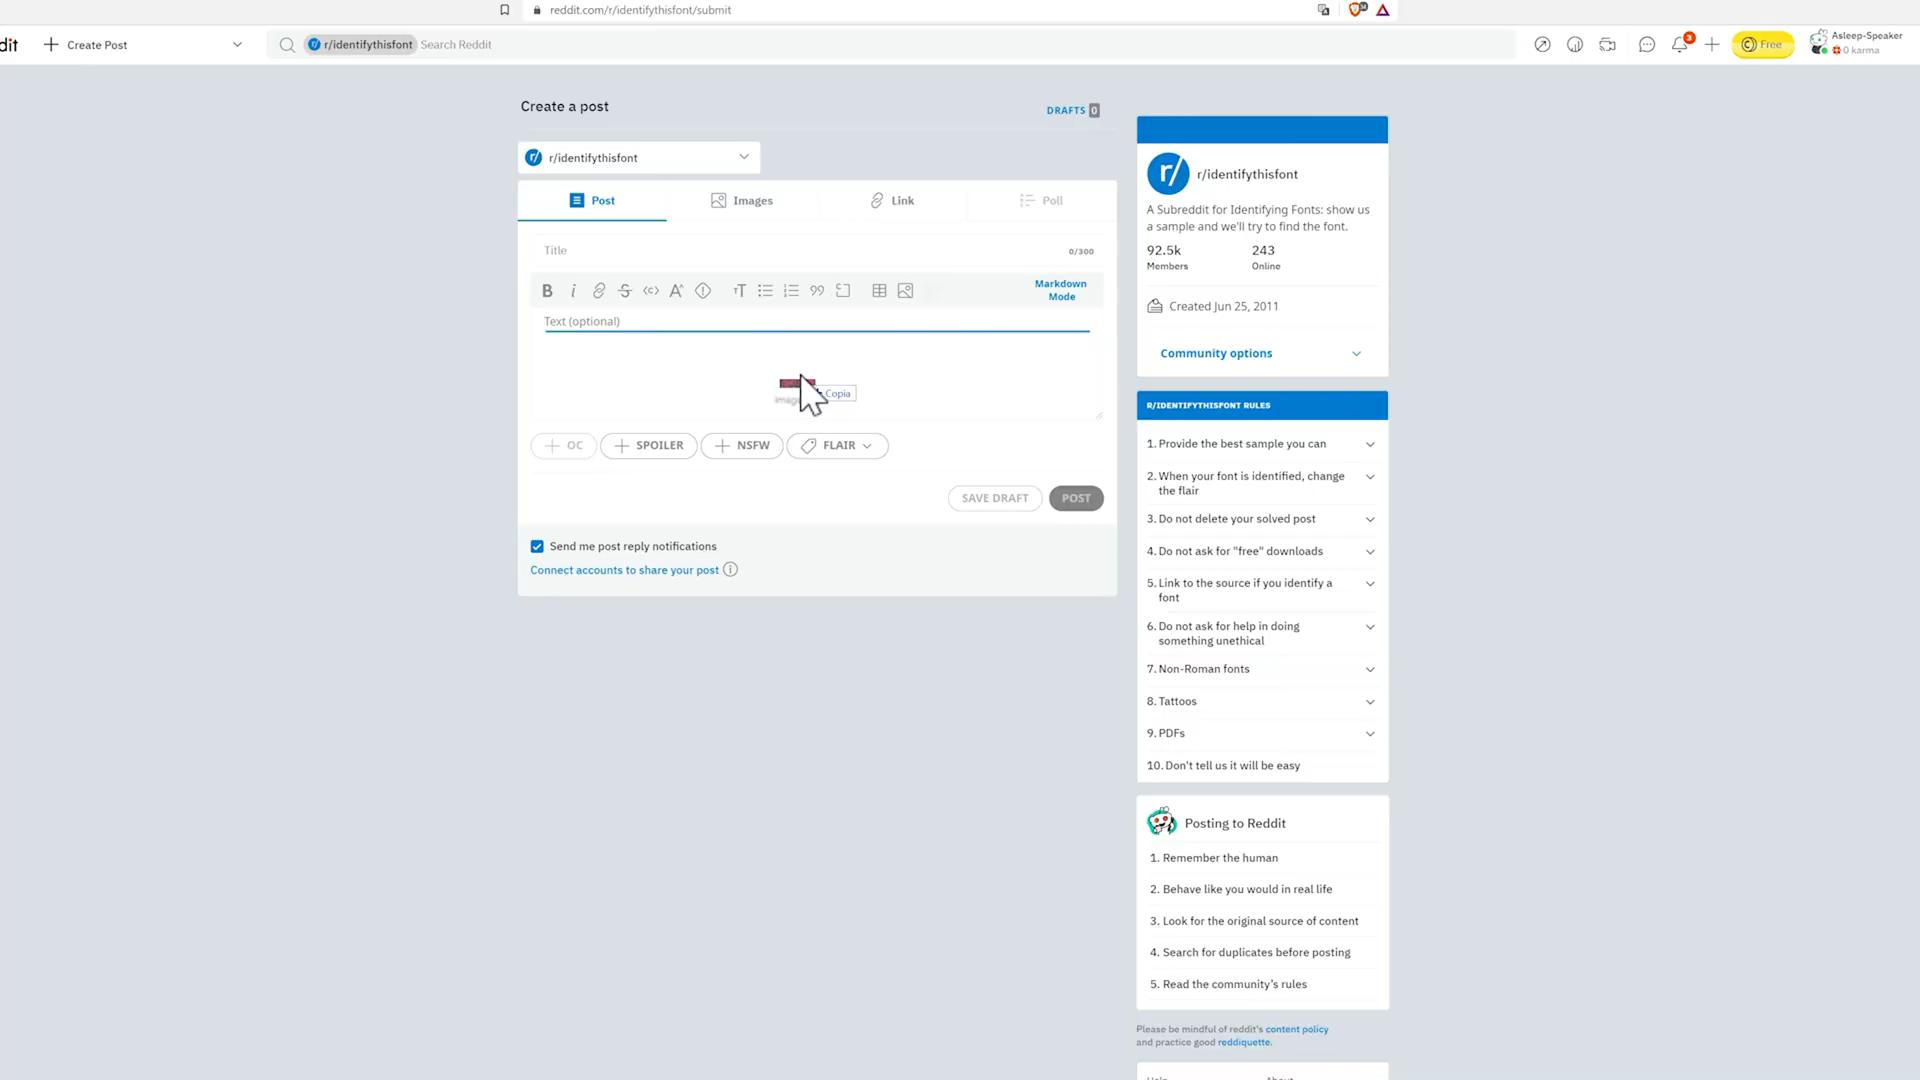 reddit.com/r/identifythisfont/submit
dit
Create Post
r/identifythisfont
Search Reddit
3
Free
Asleep-Speaker
0 karma
Create a post
DRAFTS 0
r/identifythisfont
Post
Images
Link
Poll
Title
0/300
Markdown
Mode
Text (optional)
Copia
OC
SPOILER
NSFW
FLAIR
SAVE DRAFT
POST
Send me post reply notifications
Connect accounts to share your post
r/identifythisfont
A Subreddit for Identifying Fonts: show us
a sample and we'll try to find the font.
92.5k
243
Members
Online
Created Jun 25, 2011
Community options
R/IDENTIFYTHISFONT RULES
1. Provide the best sample you can
2. When your font is identified, change
the flair
3. Do not delete your solved post
4. Do not ask for "free" downloads
5. Link to the source if you identify a
font
6. Do not ask for help in doing
something unethical
7. Non-Roman fonts
8. Tattoos
9. PDFs
10. Don't tell us it will be easy
Posting to Reddit
1. Remember the human
2. Behave like you would in real life
3. Look for the original source of content
4. Search for duplicates before posting
5. Read the community's rules
Please be mindful of reddit's content policy
and practice good reddiquette.